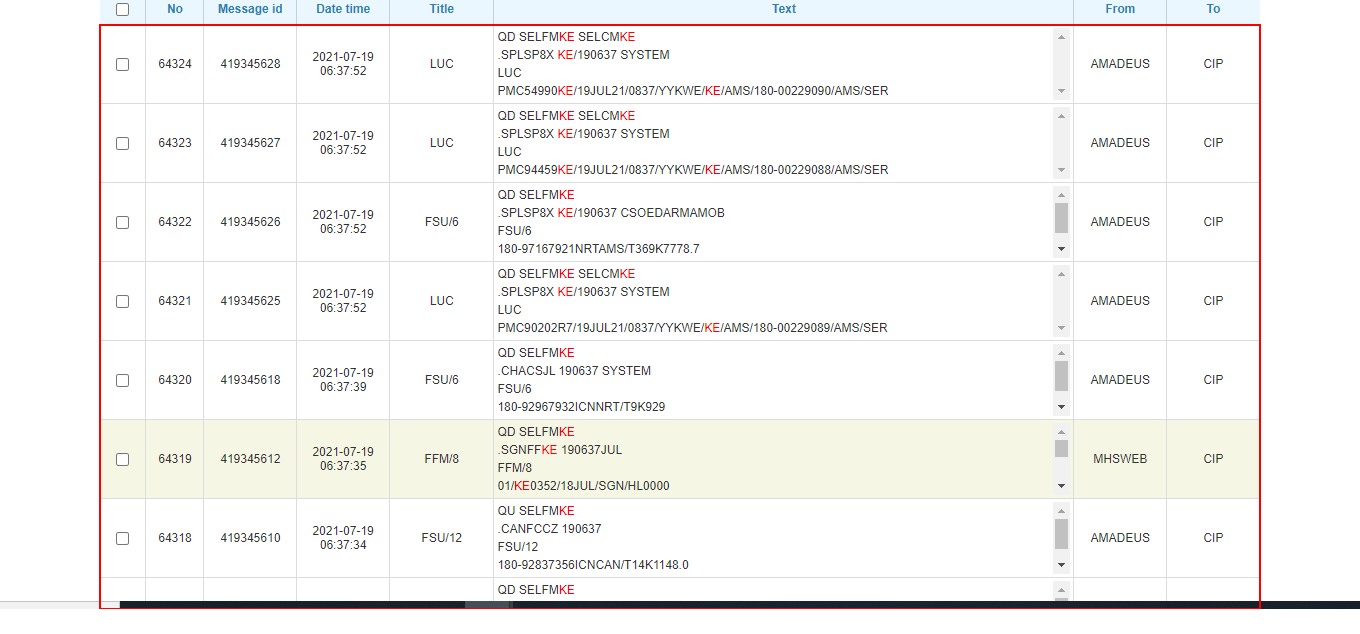 No Message id Date time Title Text From To
64324 419345628 2021-07-19 06:37:52 LUC
QD SELFMKE SELCMKE
.SPLSP8X KE/190637 SYSTEM
LUC
PMC54990KE/19JUL21/0837/YYKWE/KE/AMS/180-00229090/AMS/SER
AMADEUS CIP
64323 419345627 2021-07-19 06:37:52 LUC
QD SELFMKE SELCMKE
.SPLSP8X KE/190637 SYSTEM
LUC
PMC94459KE/19JUL21/0837/YYKWE/KE/AMS/180-00229088/AMS/SER
AMADEUS CIP
64322 419345626 2021-07-19 06:37:52 FSU/6
QD SELFMKE
.SPLSP8X KE/190637 CSOEDARMAMOB
FSU/6
180-97167921NRTAMS/T369K7778.7
AMADEUS CIP
64321 419345625 2021-07-19 06:37:52 LUC
QD SELFMKE SELCMKE
.SPLSP8X KE/190637 SYSTEM
LUC
PMC90202R7/19JUL21/0837/YYKWE/KE/AMS/180-00229089/AMS/SER
AMADEUS CIP
64320 419345618 2021-07-19 06:37:39 FSU/6
QD SELFMKE
.CHACSJL 190637 SYSTEM
FSU/6
180-92967932ICNNRT/T9K929
AMADEUS CIP
64319 419345612 2021-07-19 06:37:35 FFM/8
QD SELFMKE
.SGNFFKE 190637JUL
FFM/8
01/KE0352/18JUL/SGN/HL0000
MHSWEB CIP
64318 419345610 2021-07-19 06:37:34 FSU/12
QU SELFMKE
.CANFCCZ 190637
FSU/12
180-92837356ICNCAN/T14K1148.0
AMADEUS CIP
QD SELFMKE